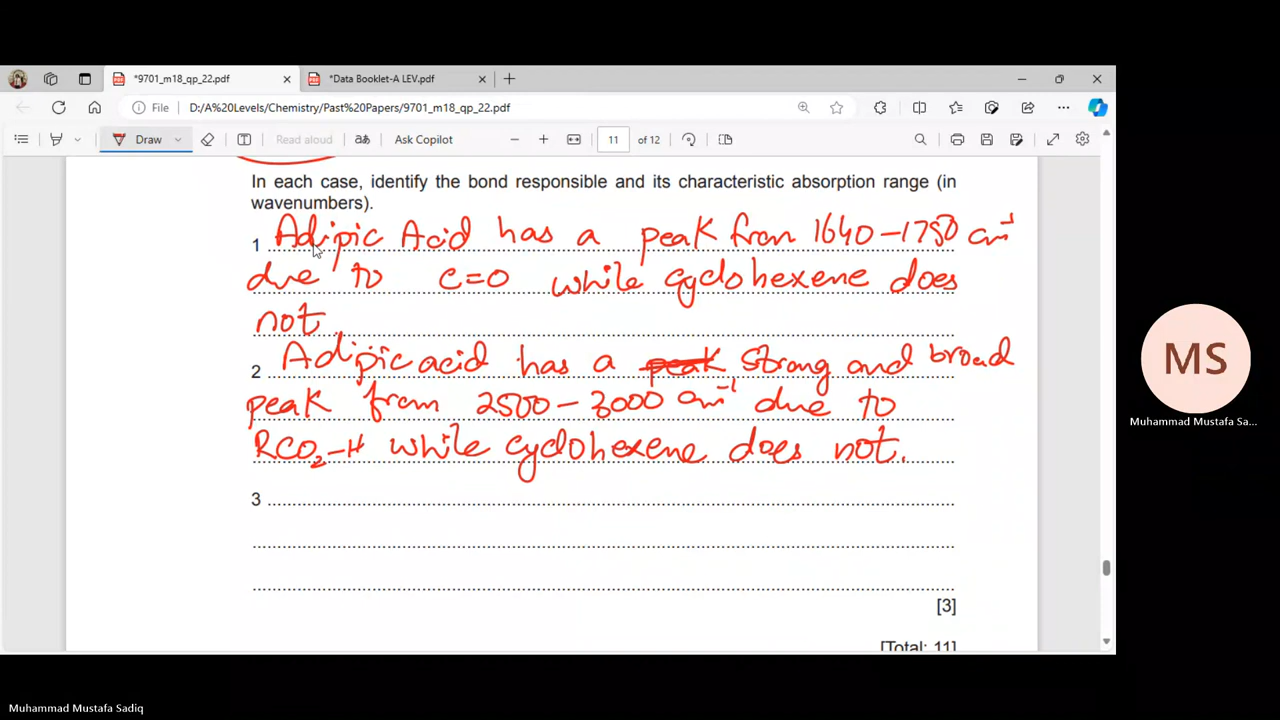 *9701_m18_qp_22.pdf
*Data Booklet-A LEV.pdf
File D:/A%20Levels/Chemistry/Past%20Papers/9701_m18_qp_22.pdf
Draw Read aloud Ask Copilot 11 of 12
In each case, identify the bond responsible and its characteristic absorption range (in
wavenumbers).
1 Adipic Acid has a peak from 1640-1750 cm⁻¹
due to C=O while cyclohexene does
not.
2 Adipic acid has a peak strong and broad
peak from 2500-3000 cm⁻¹ due to
RCO₂-H while cyclohexene does not.
3
[3]
[Total: 11]
MS
Muhammad Mustafa Sa...
Muhammad Mustafa Sadiq